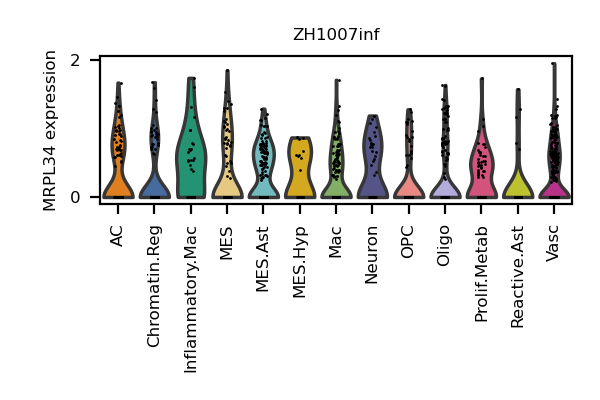 ZH1007inf
MRPL34 expression
2
0
AC
Chromatin.Reg
Inflammatory.Mac
MES
MES.Ast
MES.Hyp
Mac
Neuron
OPC
Oligo
Prolif.Metab
Reactive.Ast
Vasc